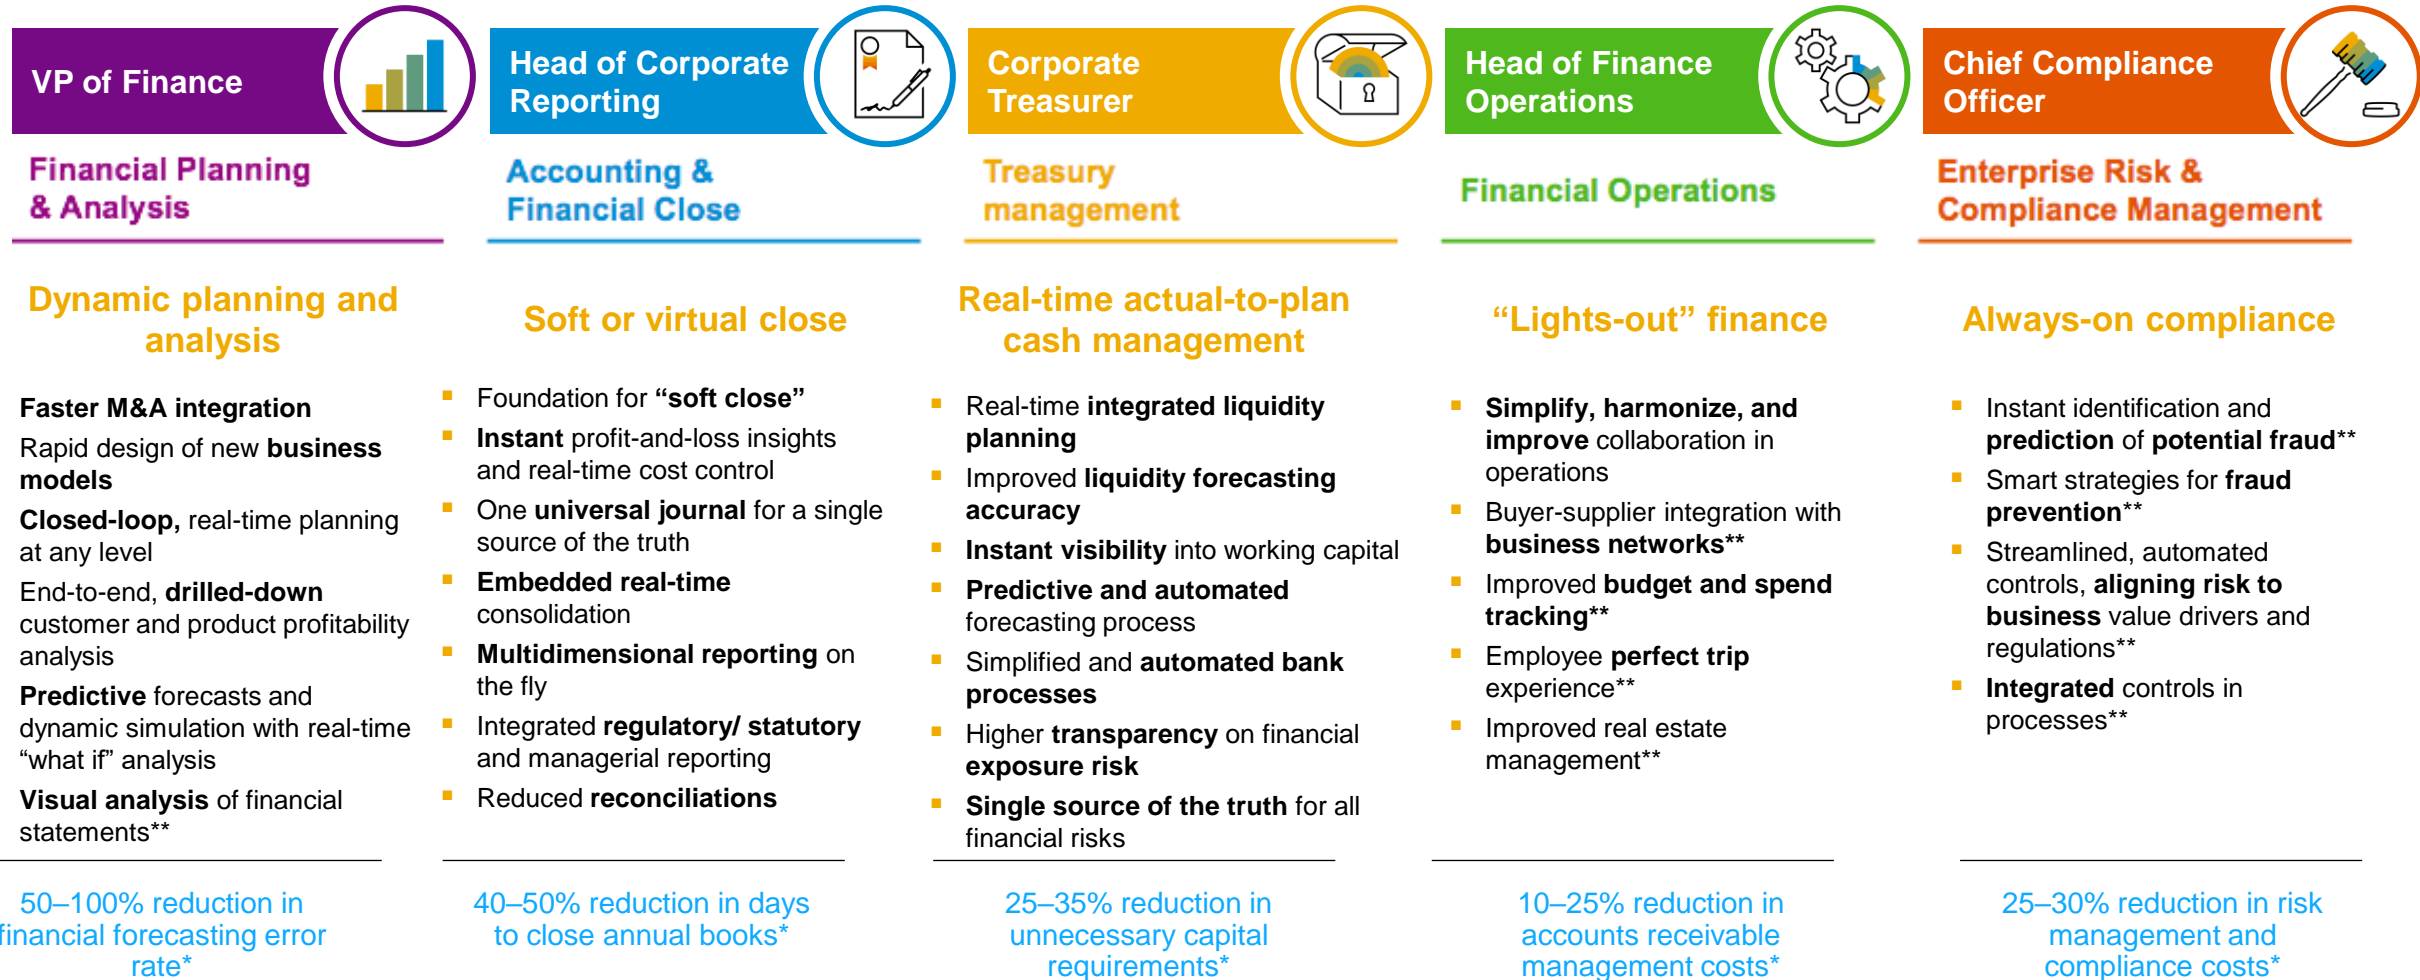 VP of Finance
Head of Corporate
Reporting
Corporate
Treasurer
Head of Finance
Operations
Chief Compliance
Officer
Financial Planning
& Analysis
Accounting &
Financial Close
Treasury
management
Financial Operations
Enterprise Risk &
Compliance Management
Dynamic planning and
analysis
Soft or virtual close
Real-time actual-to-plan
cash management
“Lights-out” finance
Always-on compliance
Faster M&A integration
Rapid design of new business
models
Closed-loop, real-time planning
at any level
End-to-end, drilled-down
customer and product profitability
analysis
Predictive forecasts and
dynamic simulation with real-time
“what if” analysis
Visual analysis of financial
statements**
▪ Foundation for “soft close”
▪ Instant profit-and-loss insights
and real-time cost control
▪ One universal journal for a single
source of the truth
▪ Embedded real-time
consolidation
▪ Multidimensional reporting on
the fly
▪ Integrated regulatory/ statutory
and managerial reporting
▪ Reduced reconciliations
▪ Real-time integrated liquidity
planning
▪ Improved liquidity forecasting
accuracy
▪ Instant visibility into working capital
▪ Predictive and automated
forecasting process
▪ Simplified and automated bank
processes
▪ Higher transparency on financial
exposure risk
▪ Single source of the truth for all
financial risks
▪ Simplify, harmonize, and
improve collaboration in
operations
▪ Buyer-supplier integration with
business networks**
▪ Improved budget and spend
tracking**
▪ Employee perfect trip
experience**
▪ Improved real estate
management**
▪ Instant identification and
prediction of potential fraud**
▪ Smart strategies for fraud
prevention**
▪ Streamlined, automated
controls, aligning risk to
business value drivers and
regulations**
▪ Integrated controls in
processes**
50–100% reduction in
financial forecasting error
rate*
40–50% reduction in days
to close annual books*
25–35% reduction in
unnecessary capital
requirements*
10–25% reduction in
accounts receivable
management costs*
25–30% reduction in risk
management and
compliance costs*